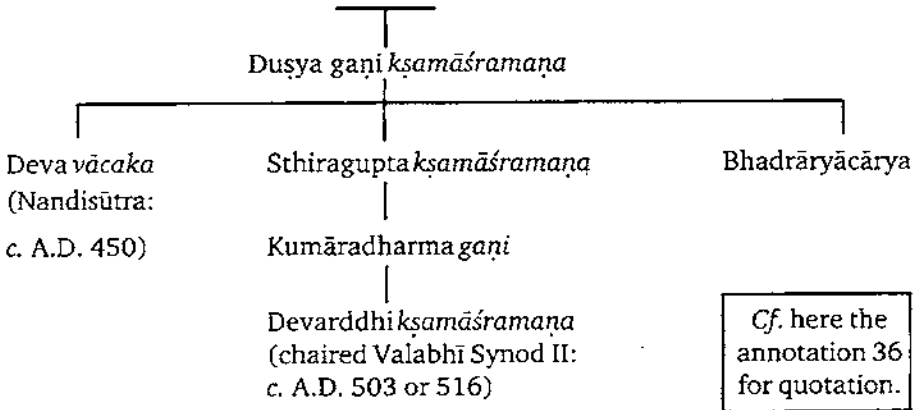 Duṣya gaṇi kṣamāśramaṇa
Deva vācaka
(Nandisūtra:
c. A.D. 450)
Sthiragupta kṣamāśramaṇa
Bhadrāryācārya
Kumāradharma gaṇi
Devarddhi kṣamāśramaṇa
(chaired Valabhī Synod II:
c. A.D. 503 or 516)
Cf. here the
annotation 36
for quotation.